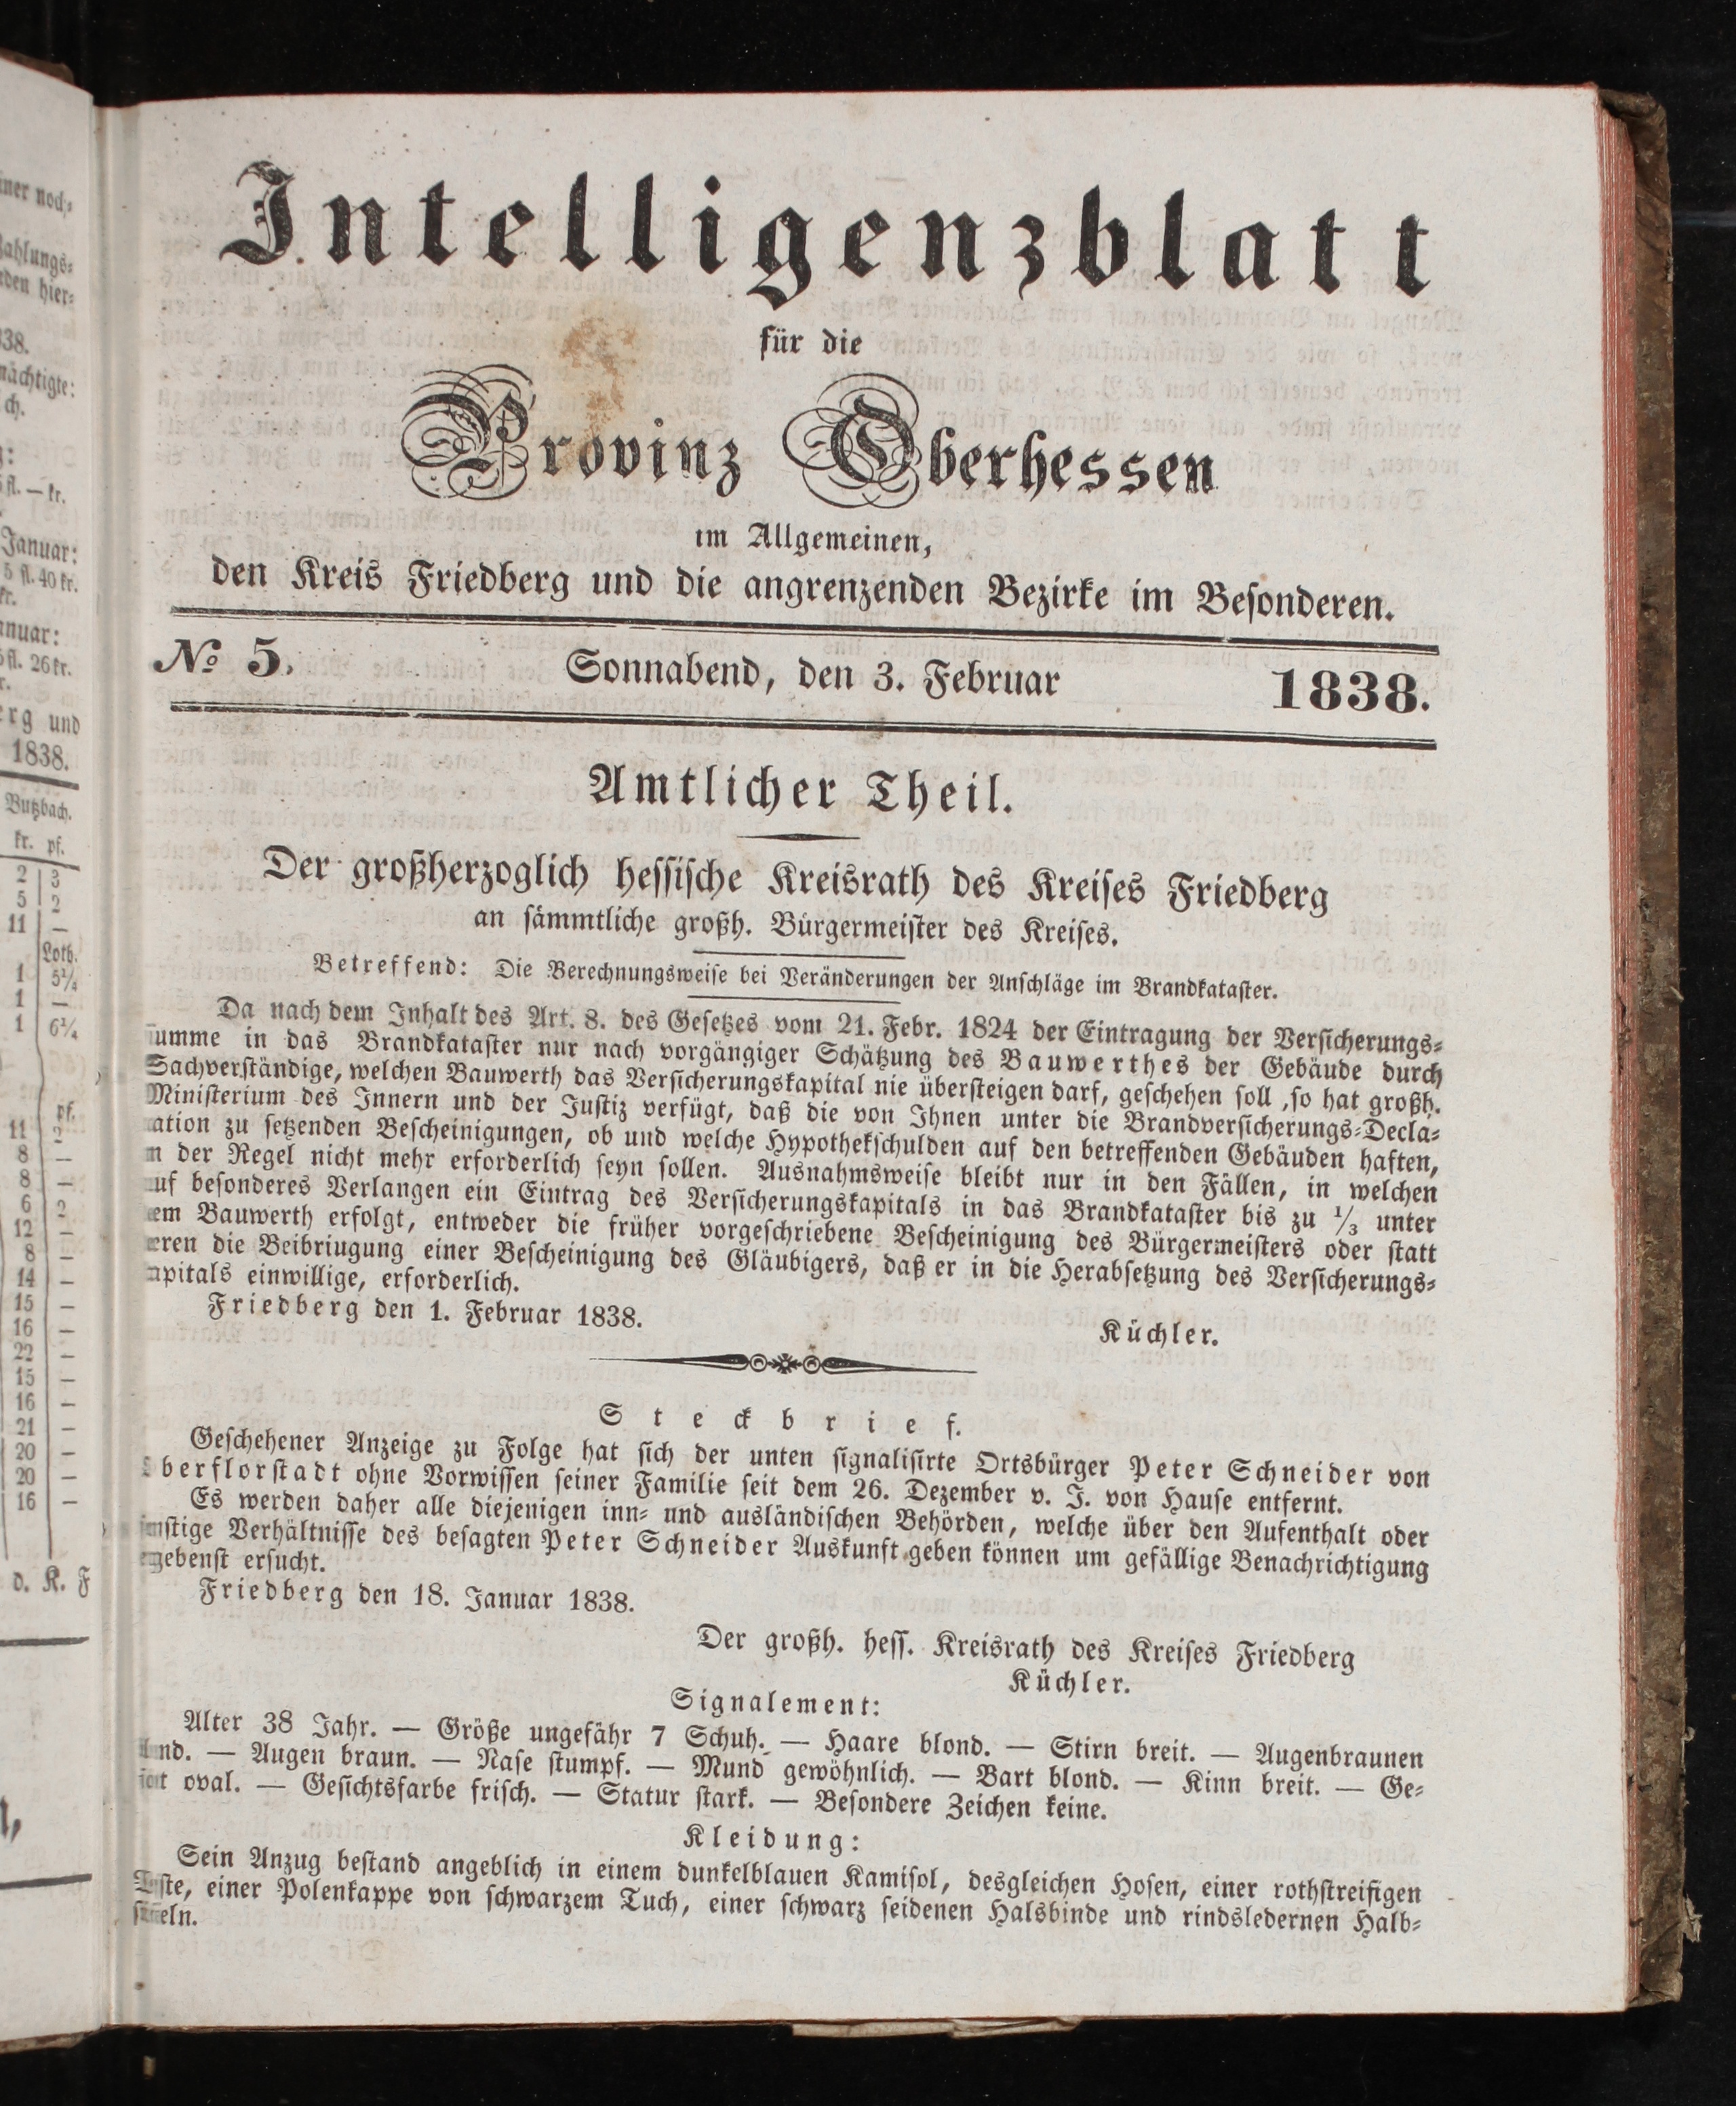 Intelligenzblatt
für die
Provinz Oberhessen
im Allgemeinen,
den Kreis Friedberg und die angrenzenden Bezirke im Besonderen.
No 5. Sonnabend, den 3. Februar 1838.
Amtlicher Theil.
Der großherzoglich hessische Kreisrath des Kreises Friedberg
an sämmtliche großh. Bürgermeister des Kreises.
Betreffend: Die Berechnungsweise bei Veränderungen der Anschläge im Brandkataster.
Da nach dem Inhalt des Art. 8. des Gesetzes vom 21. Febr. 1824 der Eintragung der Versicherungs-
umme in das Brandkataster nur nach vorgängiger Schätzung des Bauwerthes der Gebäude durch
Sachverständige, welchen Bauwerth das Versicherungskapital nie übersteigen darf, geschehen soll, so hat großh.
Ministerium des Innern und der Justiz verfügt, daß die von Ihnen unter die Brandversicherungs-Decla-
ation zu setzenden Bescheinigungen, ob und welche Hypothekschulden auf den betreffenden Gebäuden haften,
n der Regel nicht mehr erforderlich seyn sollen. Ausnahmsweise bleibt nur in den Fällen, in welchen
uf besonderes Verlangen ein Eintrag des Versicherungskapitals in das Brandkataster bis zu 1/3 unter
em Bauwerth erfolgt, entweder die früher vorgeschriebene Bescheinigung des Bürgermeisters oder statt
eren die Beibriugung einer Bescheinigung des Gläubigers, daß er in die Herabsetzung des Versicherungs-
apitals einwillige, erforderlich.
Friedberg den 1. Februar 1838.
Küchler.
Steckbrief.
Geschehener Anzeige zu Folge hat sich der unten signalisirte Ortsbürger Peter Schneider von
Oberflorstadt ohne Vorwissen seiner Familie seit dem 26. Dezember v. J. von Hause entfernt.
Es werden daher alle diejenigen inn- und ausländischen Behörden, welche über den Aufenthalt oder
sonstige Verhältnisse des besagten Peter Schneider Auskunft geben können um gefällige Benachrichtigung
ergebenst ersucht.
Friedberg den 18. Januar 1838.
Der großh. hess. Kreisrath des Kreises Friedberg
Küchler.
Signalement:
Alter 38 Jahr. — Größe ungefähr 7 Schuh. — Haare blond. — Stirn breit. — Augenbraunen
blond. — Augen braun. — Nase stumpf. — Mund gewöhnlich. — Bart blond. — Kinn breit. — Ge-
sicht oval. — Gesichtsfarbe frisch. — Statur stark. — Besondere Zeichen keine.
Kleidung:
Sein Anzug bestand angeblich in einem dunkelblauen Kamisol, desgleichen Hosen, einer rothstreifigen
Weste, einer Polenkappe von schwarzem Tuch, einer schwarz seidenen Halsbinde und rindsledernen Halb-
stiefeln.